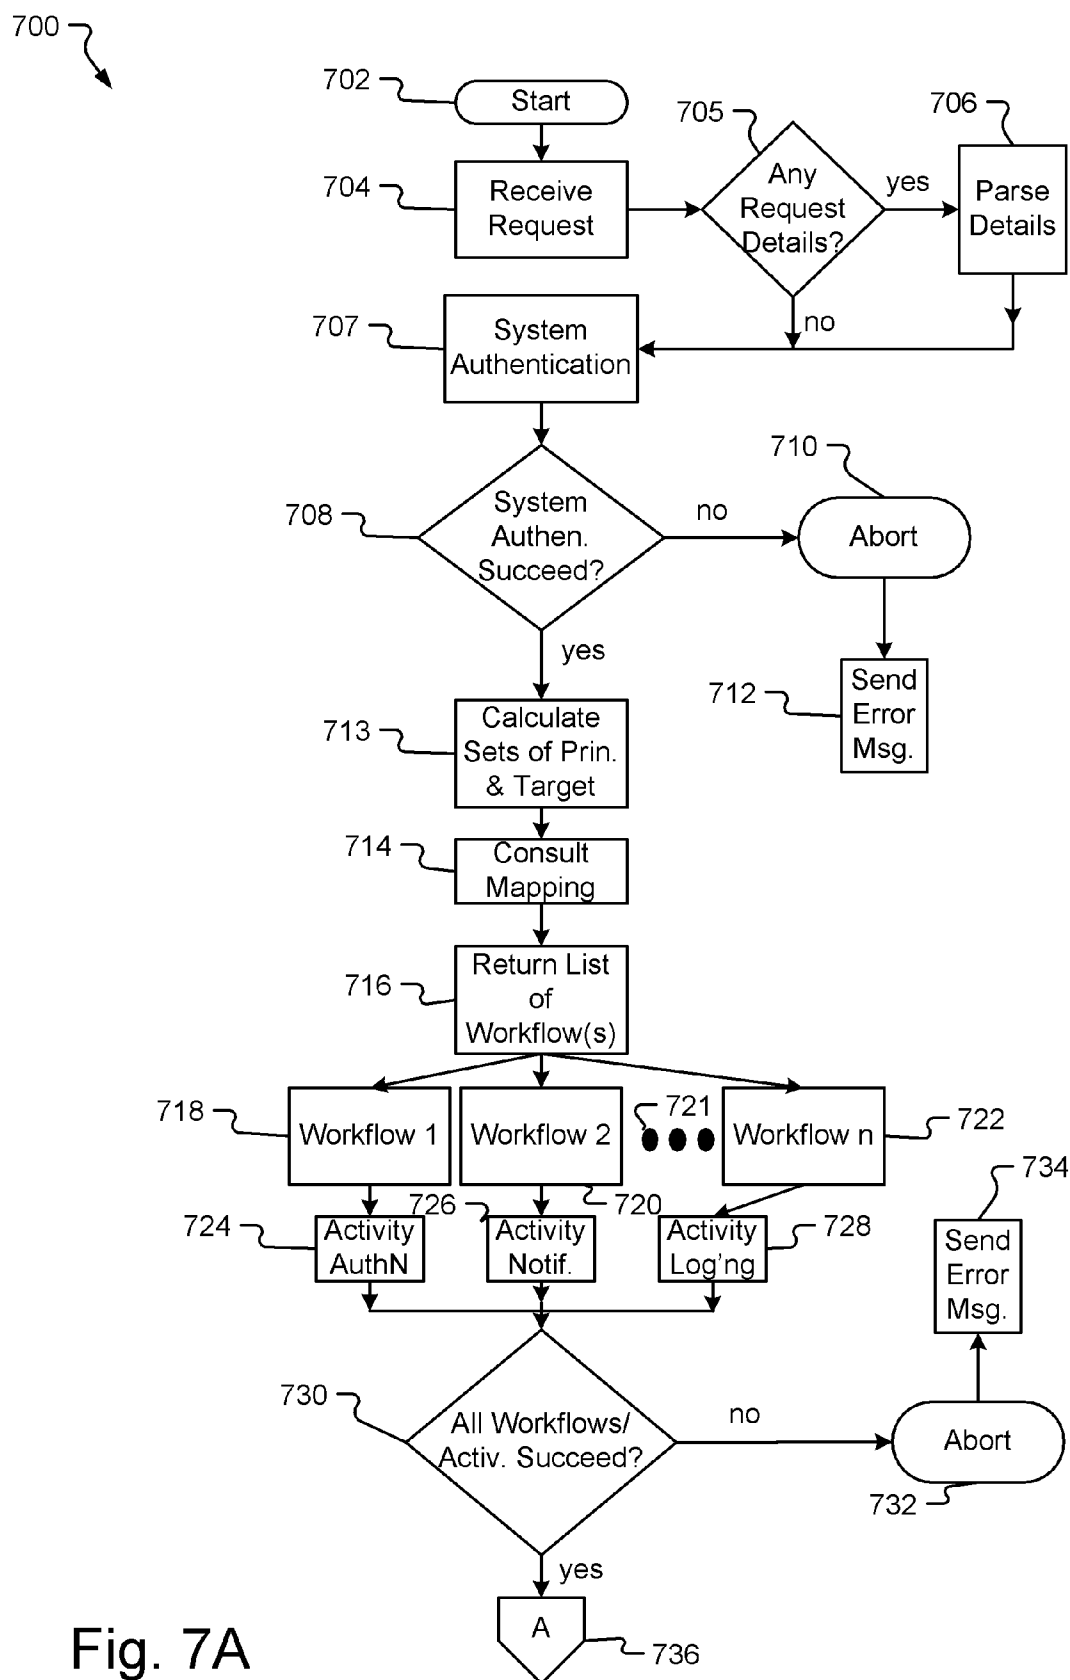 700
702
Start
705
706
704
Receive
Request
Any
Request
Details?
yes
Parse
Details
no
707
System
Authentication
710
708
System
Authen.
Succeed?
no
Abort
yes
712
Send
Error
Msg.
713
Calculate
Sets of Prin.
& Target
714
Consult
Mapping
716
Return List
of
Workflow(s)
718
Workflow 1
Workflow 2
721
Workflow n
722
734
724
Activity
AuthN
726
720
Activity
Notif.
Activity
Log'ng
728
Send
Error
Msg.
730
All Workflows/
Activ. Succeed?
no
Abort
732
yes
A
736
Fig. 7A